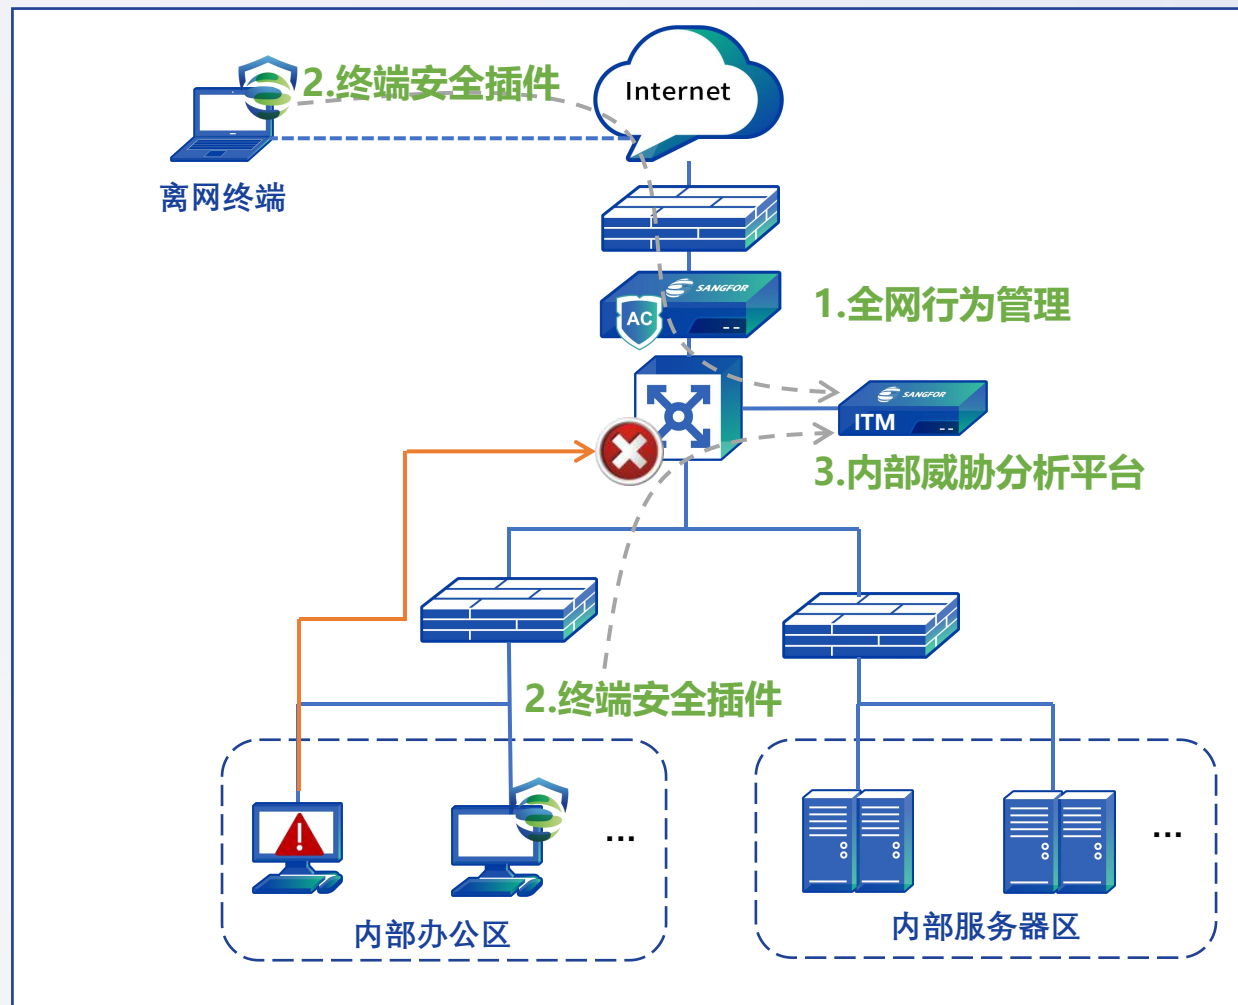 2.终端安全插件
Internet
离网终端
SANGFOR
AC
1.全网行为管理
SANGFOR
ITM
3.内部威胁分析平台
2.终端安全插件
...
...
内部办公区
内部服务器区